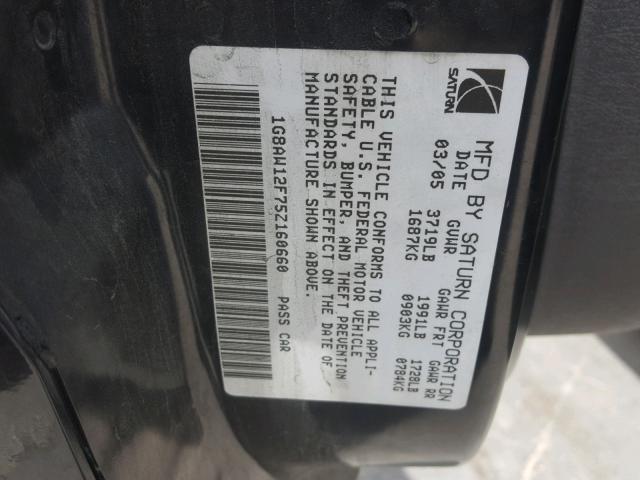 SATURN
MFD BY SATURN CORPORATION
DATE GVWR GAWR FRT GAWR RR
03/05 3719LB 1991LB 1728LB
1687KG 0903KG 0784KG
THIS VEHICLE CONFORMS TO ALL APPLI-
CABLE U.S. FEDERAL MOTOR VEHICLE
SAFETY, BUMPER, AND THEFT PREVENTION
STANDARDS IN EFFECT ON THE DATE OF
MANUFACTURE SHOWN ABOVE.
1G8AW12F75Z160660 PASS CAR